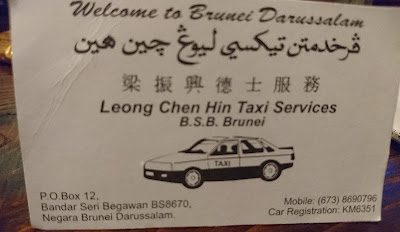 Welcome to Brunei Darussalam
ڤرخدمتن تيکسي ليوڠ چين هين
梁振興德士服務
Leong Chen Hin Taxi Services
B.S.B. Brunei
TAXI
P.O.Box 12,
Bandar Seri Begawan BS8670,
Negara Brunei Darussalam.
Mobile: (673) 8690796
Car Registration: KM6351